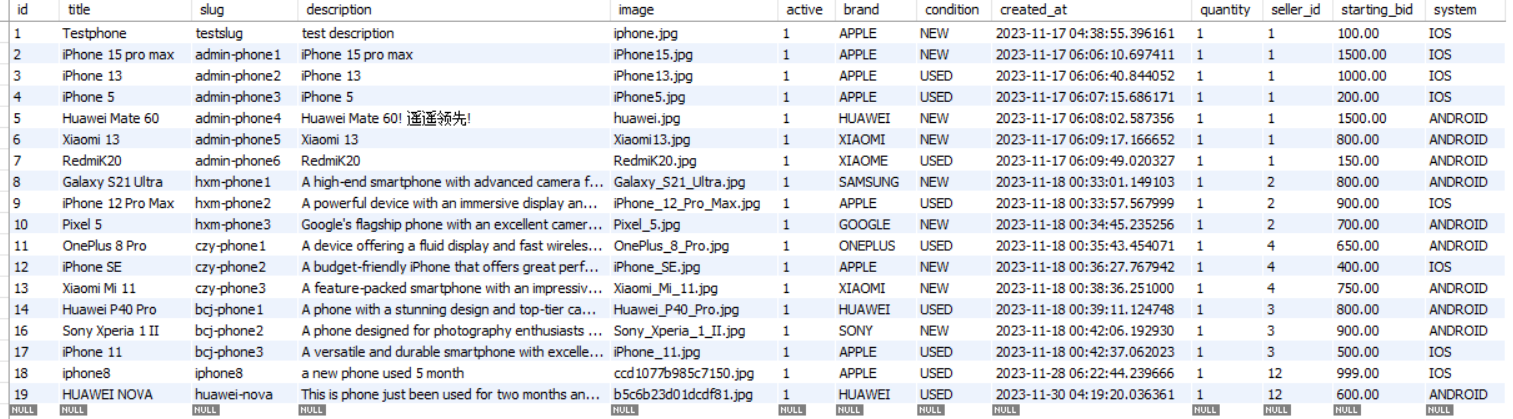 id title slug description image active brand condition created_at quantity seller_id starting_bid system
1 Testphone testslug test description iphone.jpg 1 APPLE NEW 2023-11-17 04:38:55.396161 1 1 100.00 IOS
2 iPhone 15 pro max admin-phone1 iPhone 15 pro max iPhone15.jpg 1 APPLE NEW 2023-11-17 06:06:10.697411 1 1 1500.00 IOS
3 iPhone 13 admin-phone2 iPhone 13 iPhone13.jpg 1 APPLE USED 2023-11-17 06:06:40.844052 1 1 1000.00 IOS
4 iPhone 5 admin-phone3 iPhone 5 iPhone5.jpg 1 APPLE USED 2023-11-17 06:07:15.686171 1 1 200.00 IOS
5 Huawei Mate 60 admin-phone4 Huawei Mate 60! 遥遥领先! huawei.jpg 1 HUAWEI NEW 2023-11-17 06:08:02.587356 1 1 1500.00 ANDROID
6 Xiaomi 13 admin-phone5 Xiaomi 13 Xiaomi13.jpg 1 XIAOMI NEW 2023-11-17 06:09:17.166652 1 1 800.00 ANDROID
7 RedmiK20 admin-phone6 RedmiK20 RedmiK20.jpg 1 XIAOME USED 2023-11-17 06:09:49.020327 1 1 150.00 ANDROID
8 Galaxy S21 Ultra hxm-phone1 A high-end smartphone with advanced camera f... Galaxy_S21_Ultra.jpg 1 SAMSUNG NEW 2023-11-18 00:33:01.149103 1 2 800.00 ANDROID
9 iPhone 12 Pro Max hxm-phone2 A powerful device with an immersive display an... iPhone_12_Pro_Max.jpg 1 APPLE USED 2023-11-18 00:33:57.567999 1 2 900.00 IOS
10 Pixel 5 hxm-phone3 Google's flagship phone with an excellent camer... Pixel_5.jpg 1 GOOGLE NEW 2023-11-18 00:34:45.235256 1 2 700.00 ANDROID
11 OnePlus 8 Pro czy-phone1 A device offering a fluid display and fast wireles... OnePlus_8_Pro.jpg 1 ONEPLUS USED 2023-11-18 00:35:43.454071 1 4 650.00 ANDROID
12 iPhone SE czy-phone2 A budget-friendly iPhone that offers great perf... iPhone_SE.jpg 1 APPLE NEW 2023-11-18 00:36:27.767942 1 4 400.00 IOS
13 Xiaomi Mi 11 czy-phone3 A feature-packed smartphone with an impressiv... Xiaomi_Mi_11.jpg 1 XIAOMI NEW 2023-11-18 00:38:36.251000 1 4 750.00 ANDROID
14 Huawei P40 Pro bcj-phone1 A phone with a stunning design and top-tier ca... Huawei_P40_Pro.jpg 1 HUAWEI USED 2023-11-18 00:39:11.124748 1 3 800.00 ANDROID
16 Sony Xperia 1 II bcj-phone2 A phone designed for photography enthusiasts ... Sony_Xperia_1_II.jpg 1 SONY NEW 2023-11-18 00:42:06.192930 1 3 900.00 ANDROID
17 iPhone 11 bcj-phone3 A versatile and durable smartphone with excelle... iPhone_11.jpg 1 APPLE USED 2023-11-18 00:42:37.062023 1 3 500.00 IOS
18 iphone8 iphone8 a new phone used 5 month ccd1077b985c7150.jpg 1 APPLE USED 2023-11-28 06:22:44.239666 1 12 999.00 IOS
19 HUAWEI NOVA huawei-nova This is phone just been used for two months an... b5c6b23d01dcdf81.jpg 1 HUAWEI USED 2023-11-30 04:19:20.036361 1 12 600.00 ANDROID
NULL NULL NULL NULL NULL NULL NULL NULL NULL NULL NULL NULL NULL